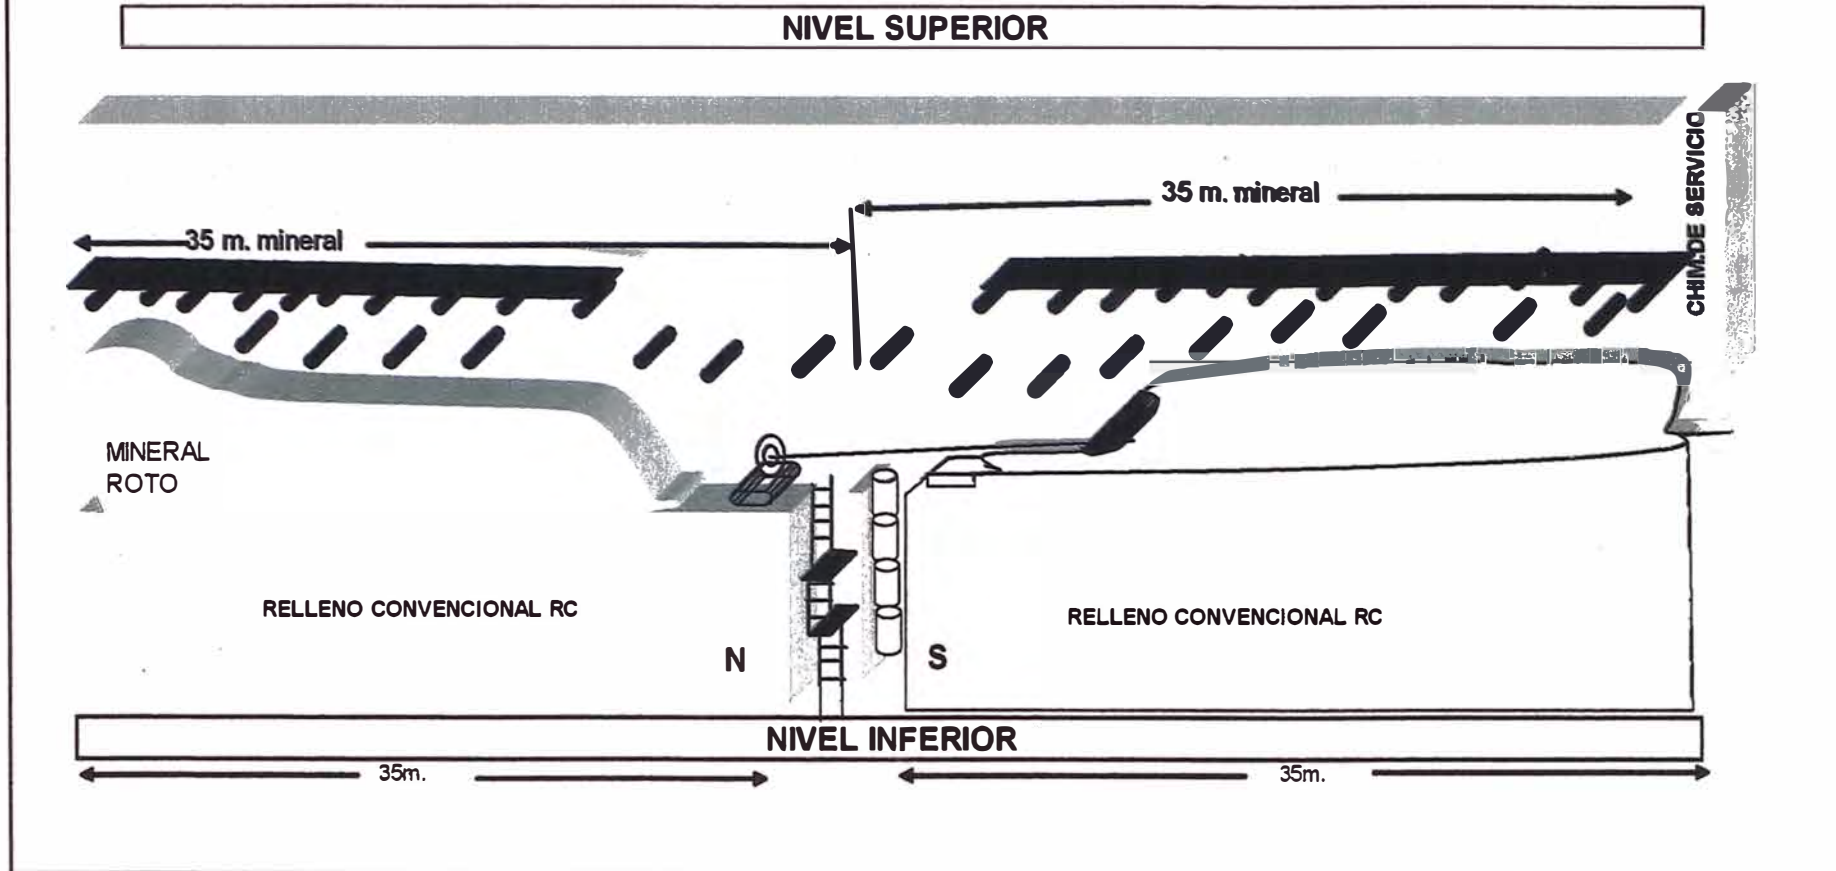 NIVEL SUPERIOR
CHIM.DE SERVICIO
35 m. mineral
35 m. mineral
MINERAL
ROTO
RELLENO CONVENCIONAL RC
RELLENO CONVENCIONAL RC
N
S
NIVEL INFERIOR
35m.
35m.